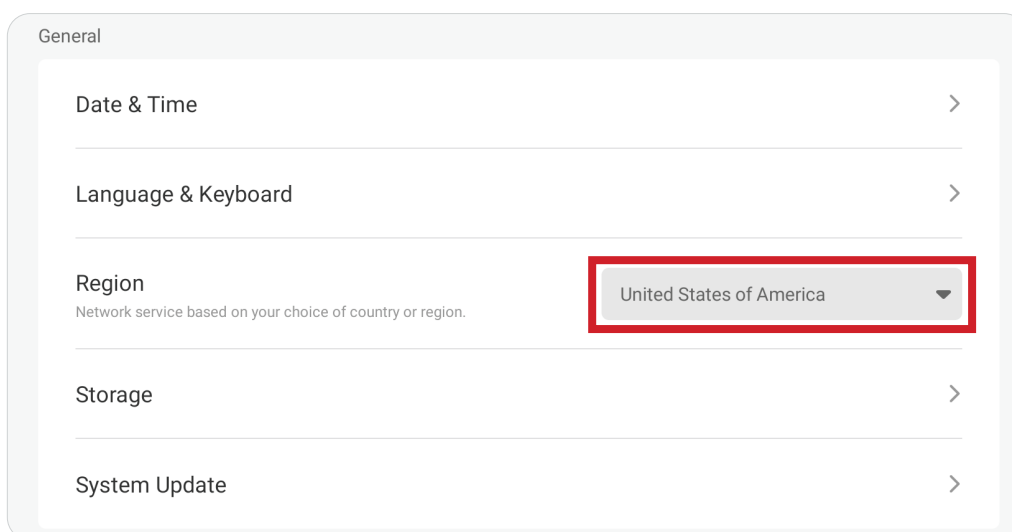 General
Date & Time
Language & Keyboard
Region
United States of America
Network service based on your choice of country or region.
Storage
System Update